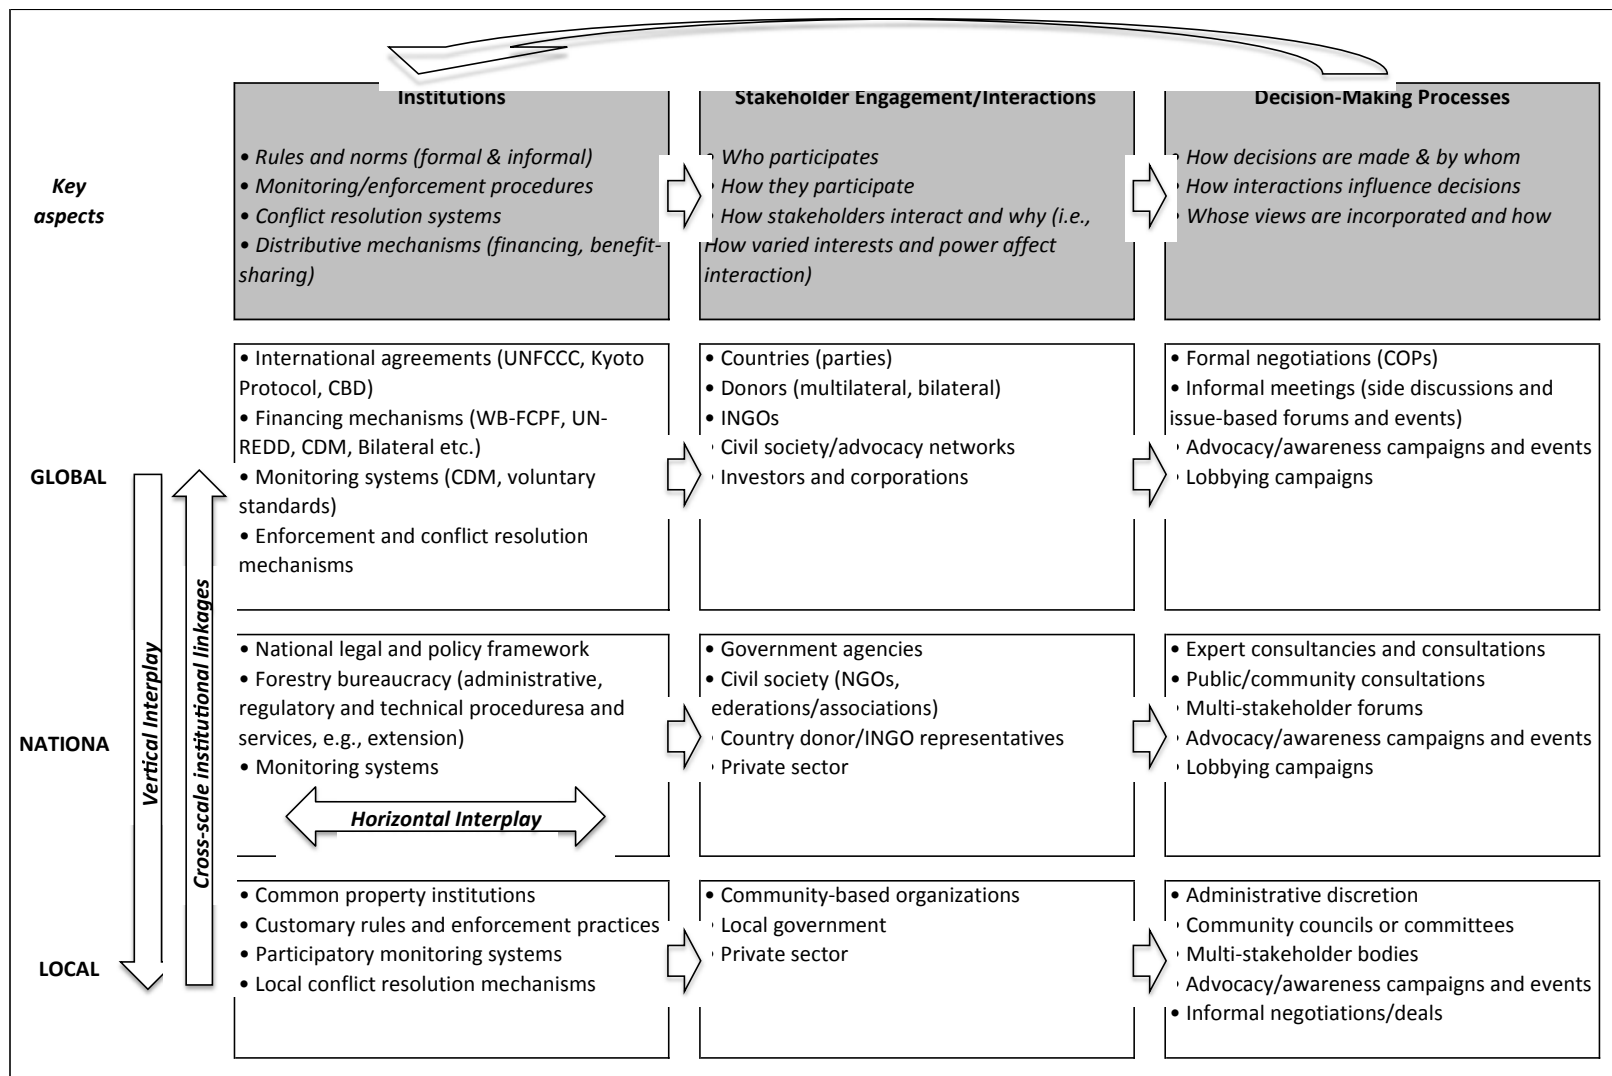 Institutions
Stakeholder Engagement/Interactions
Decision-Making Processes
Key
aspects
• Rules and norms (formal & informal)
• Monitoring/enforcement procedures
• Conflict resolution systems
• Distributive mechanisms (financing, benefit-
sharing)
• Who participates
• How they participate
• How stakeholders interact and why (i.e.,
How varied interests and power affect
interaction)
• How decisions are made & by whom
• How interactions influence decisions
• Whose views are incorporated and how
GLOBAL
• International agreements (UNFCCC, Kyoto
Protocol, CBD)
• Financing mechanisms (WB-FCPF, UN-
REDD, CDM, Bilateral etc.)
• Monitoring systems (CDM, voluntary
standards)
• Enforcement and conflict resolution
mechanisms
• Countries (parties)
• Donors (multilateral, bilateral)
• INGOs
• Civil society/advocacy networks
• Investors and corporations
• Formal negotiations (COPs)
• Informal meetings (side discussions and
issue-based forums and events)
• Advocacy/awareness campaigns and events
• Lobbying campaigns
Vertical Interplay
Cross-scale institutional linkages
NATIONA
• National legal and policy framework
• Forestry bureaucracy (administrative,
regulatory and technical proceduresa and
services, e.g., extension)
• Monitoring systems
Horizontal Interplay
• Government agencies
• Civil society (NGOs,
ederations/associations)
• Country donor/INGO representatives
• Private sector
• Expert consultancies and consultations
• Public/community consultations
• Multi-stakeholder forums
• Advocacy/awareness campaigns and events
• Lobbying campaigns
LOCAL
• Common property institutions
• Customary rules and enforcement practices
• Participatory monitoring systems
• Local conflict resolution mechanisms
• Community-based organizations
• Local government
• Private sector
• Administrative discretion
• Community councils or committees
• Multi-stakeholder bodies
• Advocacy/awareness campaigns and events
• Informal negotiations/deals